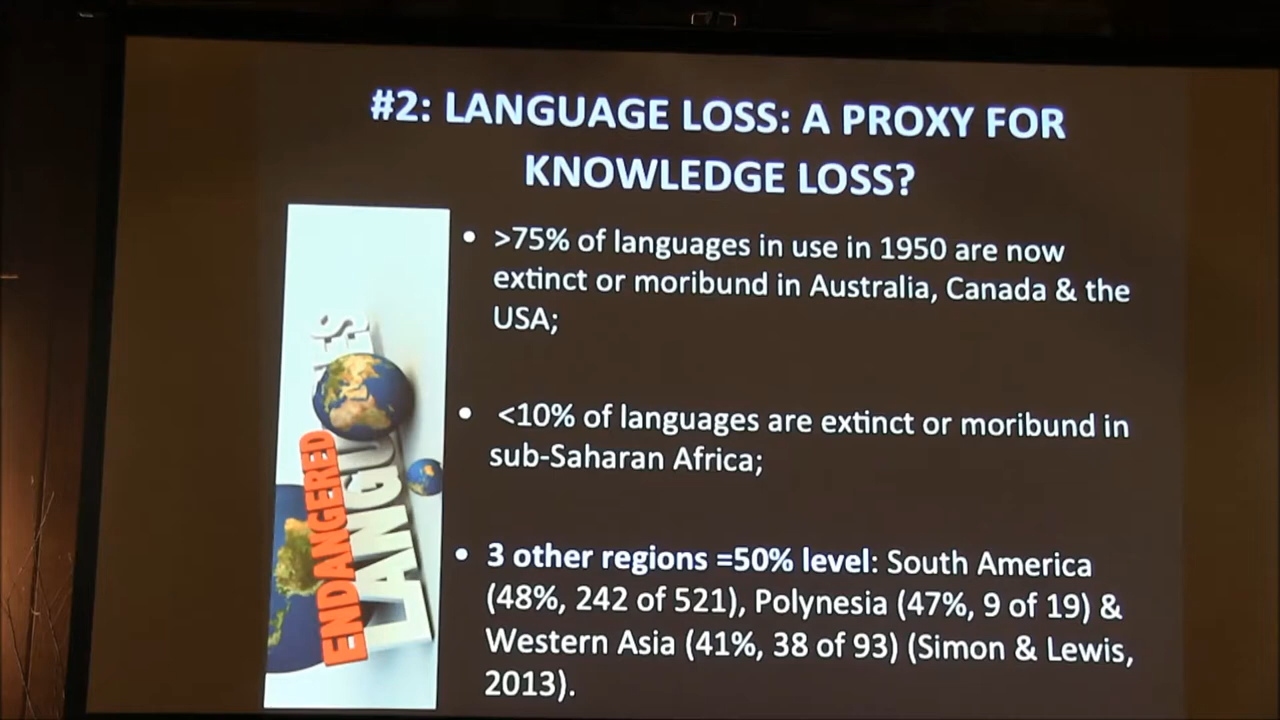 #2: LANGUAGE LOSS: A PROXY FOR
KNOWLEDGE LOSS?
• >75% of languages in use in 1950 are now
extinct or moribund in Australia, Canada & the
USA;
• <10% of languages are extinct or moribund in
sub-Saharan Africa;
• 3 other regions =50% level: South America
(48%, 242 of 521), Polynesia (47%, 9 of 19) &
Western Asia (41%, 38 of 93) (Simon & Lewis,
2013).
ENDANGERED